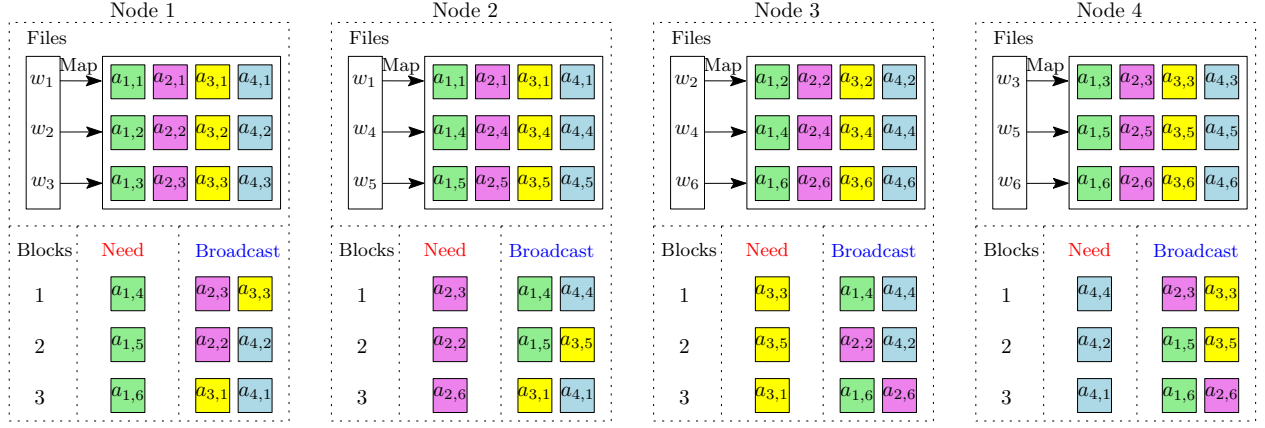 Node 1
Files
Map
w₁ a₁,₁ a₂,₁ a₃,₁ a₄,₁
w₂ a₁,₂ a₂,₂ a₃,₂ a₄,₂
w₃ a₁,₃ a₂,₃ a₃,₃ a₄,₃
Blocks Need Broadcast
1 a₁,₄ a₂,₃ a₃,₃
2 a₁,₅ a₂,₂ a₄,₂
3 a₁,₆ a₃,₁ a₄,₁
Node 2
Files
Map
w₁ a₁,₁ a₂,₁ a₃,₁ a₄,₁
w₄ a₁,₄ a₂,₄ a₃,₄ a₄,₄
w₅ a₁,₅ a₂,₅ a₃,₅ a₄,₅
Blocks Need Broadcast
1 a₂,₃ a₁,₄ a₄,₄
2 a₂,₂ a₁,₅ a₃,₅
3 a₂,₆ a₃,₁ a₄,₁
Node 3
Files
Map
w₂ a₁,₂ a₂,₂ a₃,₂ a₄,₂
w₄ a₁,₄ a₂,₄ a₃,₄ a₄,₄
w₆ a₁,₆ a₂,₆ a₃,₆ a₄,₆
Blocks Need Broadcast
1 a₃,₃ a₁,₄ a₄,₄
2 a₃,₅ a₂,₂ a₄,₂
3 a₃,₁ a₁,₆ a₂,₆
Node 4
Files
Map
w₃ a₁,₃ a₂,₃ a₃,₃ a₄,₃
w₅ a₁,₅ a₂,₅ a₃,₅ a₄,₅
w₆ a₁,₆ a₂,₆ a₃,₆ a₄,₆
Blocks Need Broadcast
1 a₄,₄ a₂,₃ a₃,₃
2 a₄,₂ a₁,₅ a₃,₅
3 a₄,₁ a₁,₆ a₂,₆